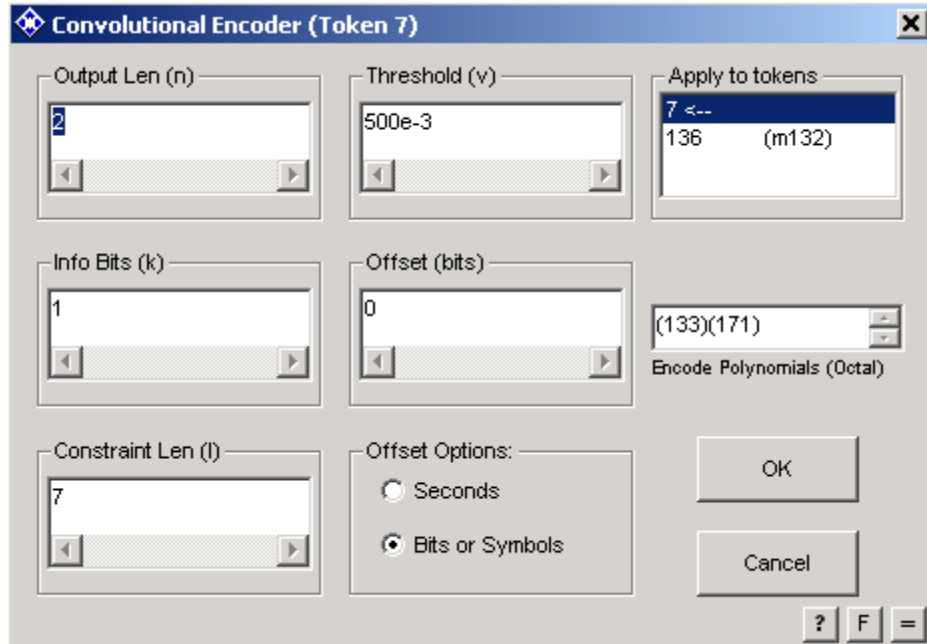 Convolutional Encoder (Token 7)
Output Len (n)
2
Threshold (v)
500e-3
Apply to tokens
7 <--
136 (m132)
Info Bits (k)
1
Offset (bits)
0
(133)(171)
Encode Polynomials (Octal)
Constraint Len (l)
7
Offset Options:
Seconds
Bits or Symbols
OK
Cancel
? F =